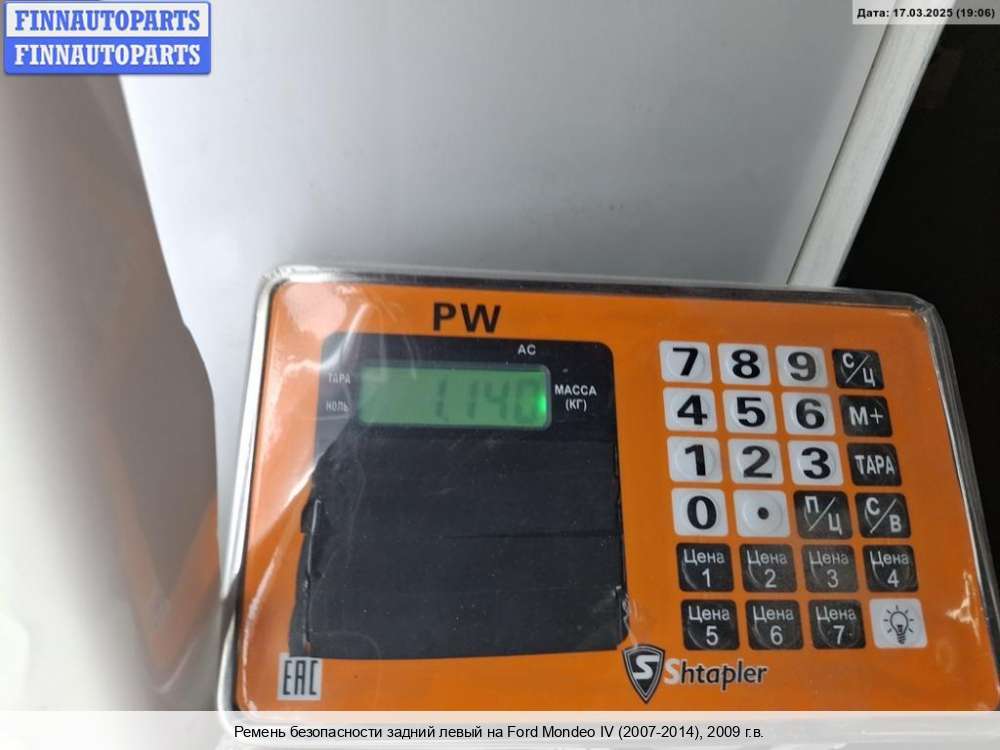 FINNAUTOPARTS
FINNAUTOPARTS
Дата: 17.03.2025 (19:06)
PW
AC
ТАРА
НОЛЬ
1.140
МАССА
(КГ)
7 8 9 С/Ц
4 5 6 М+
1 2 3 ТАРА
0 . П/Ц С/В
Цена 1 Цена 2 Цена 3 Цена 4
Цена 5 Цена 6 Цена 7
EAC
S Shtapler
Ремень безопасности задний левый на Ford Mondeo IV (2007-2014), 2009 г.в.